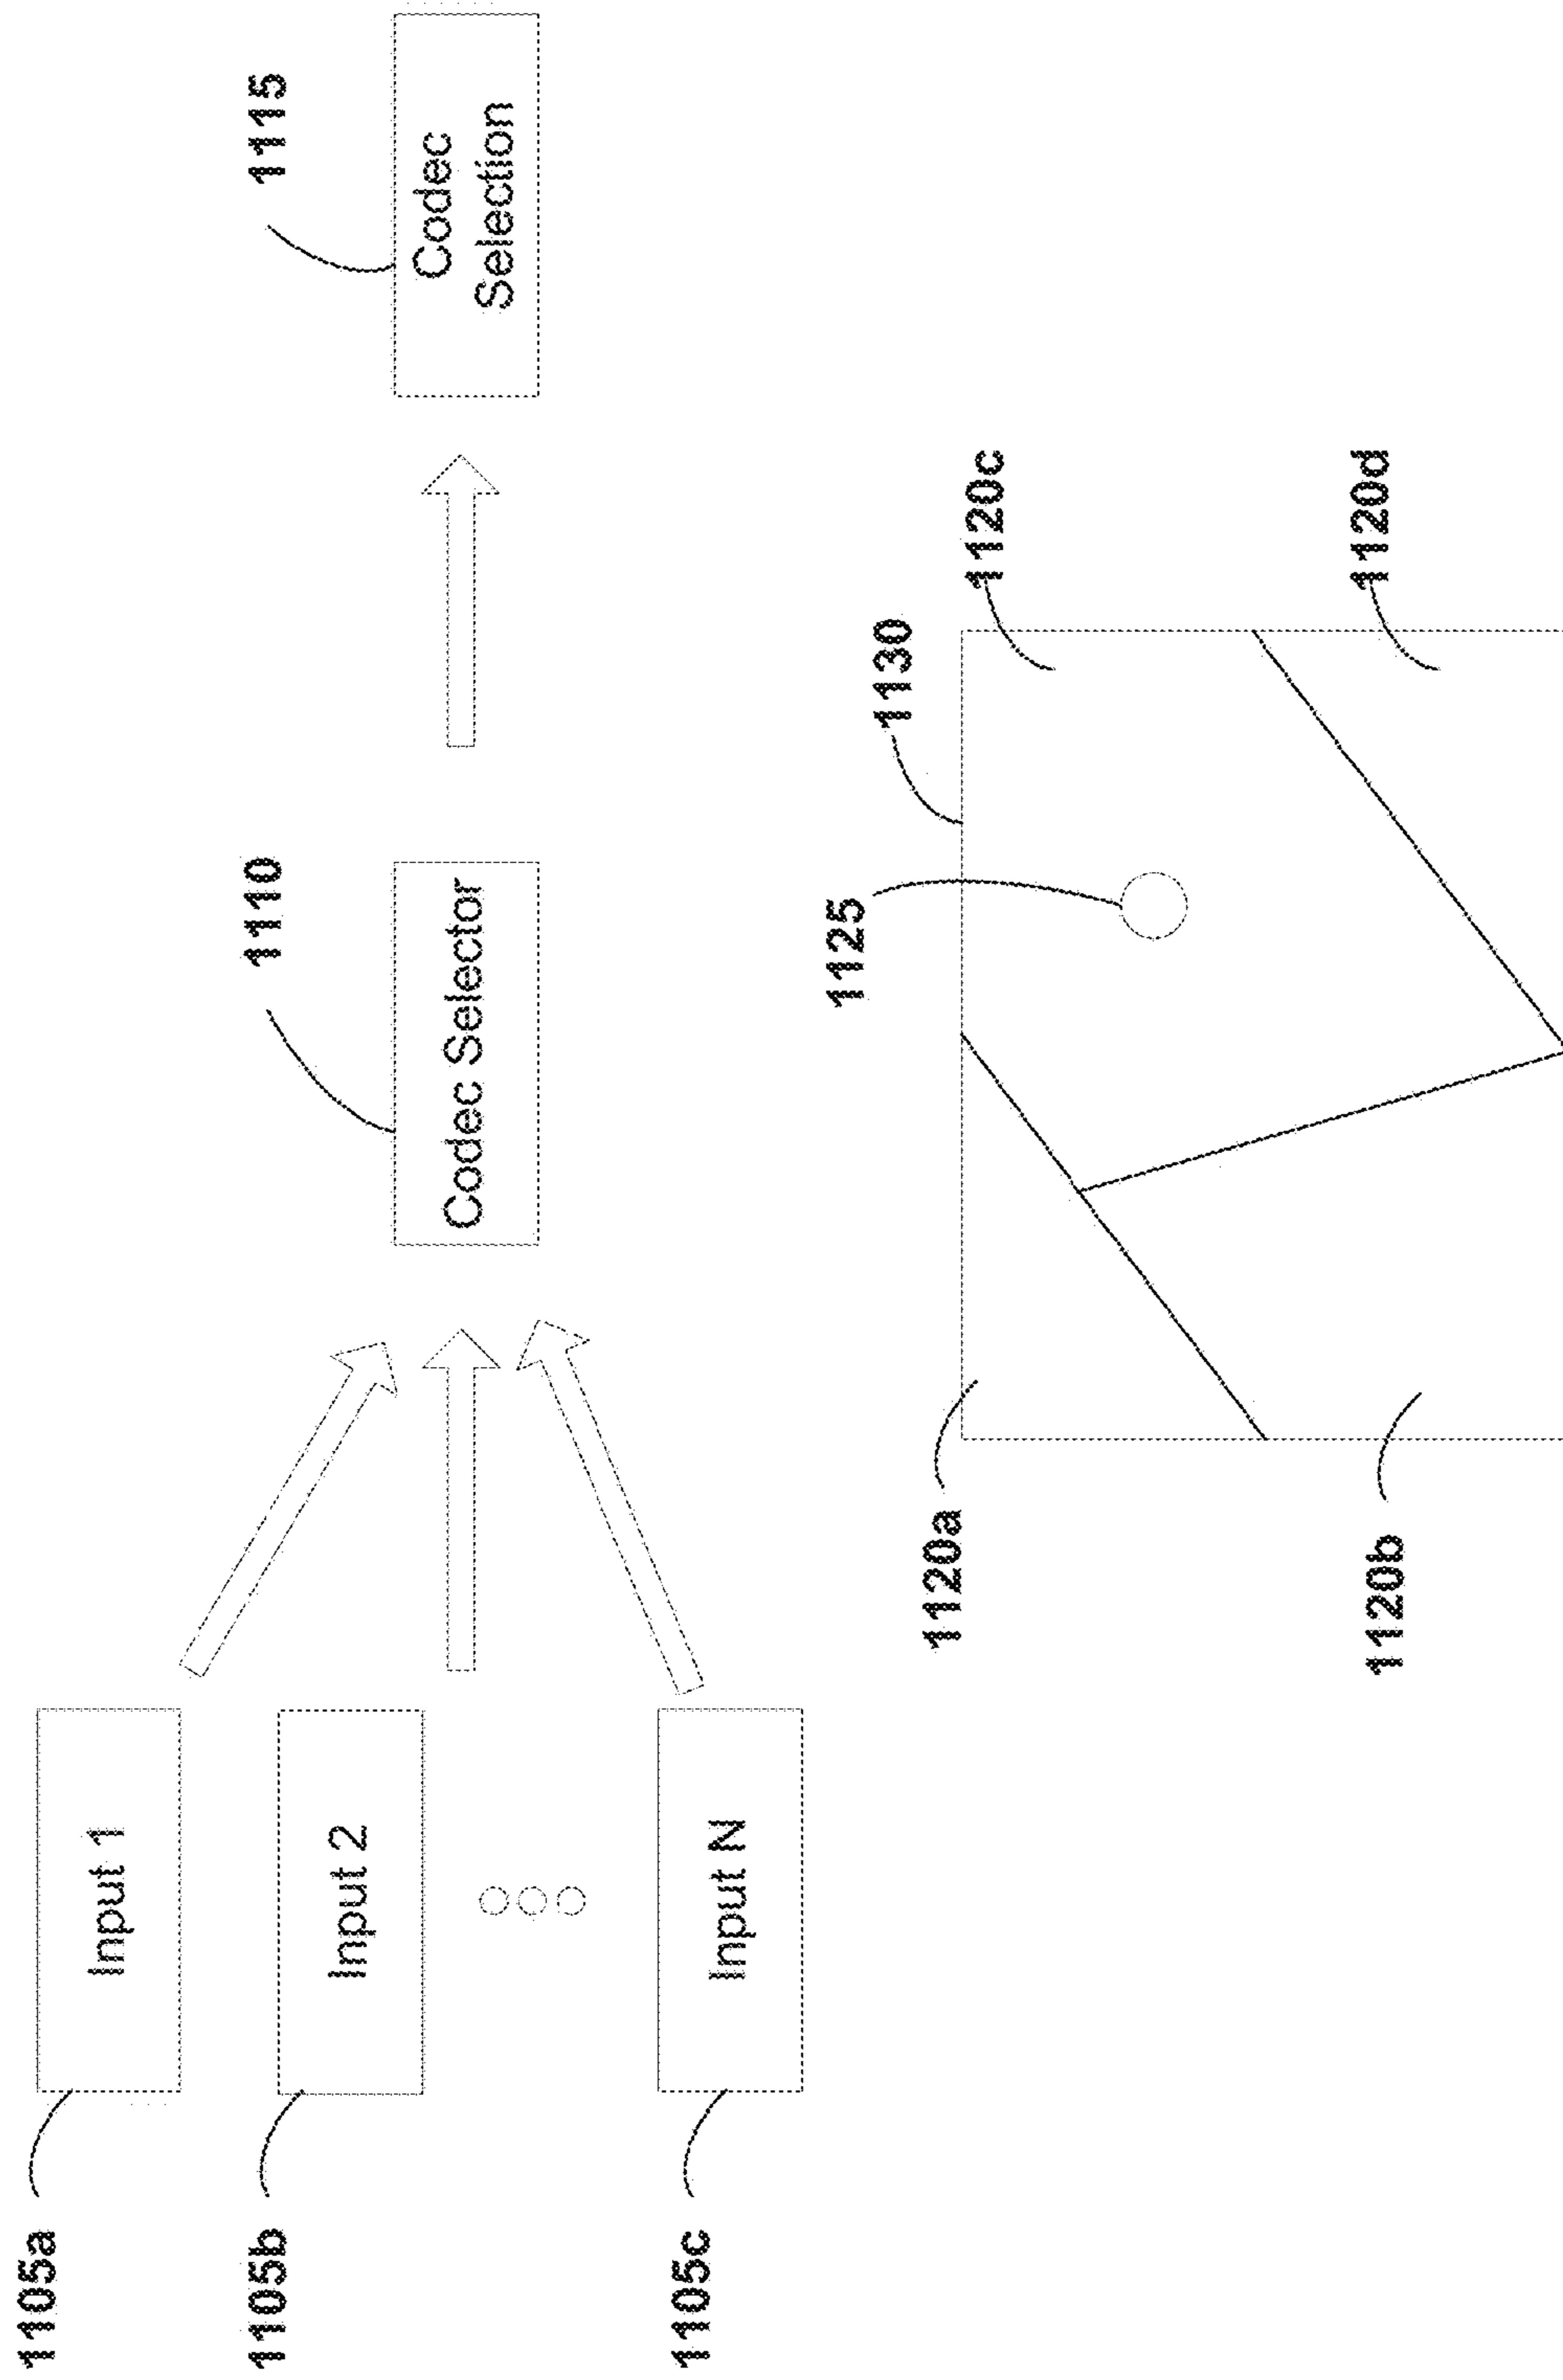 1105a
Input 1
1105b
Input 2
1105c
Input N
1110
Codec Selector
1115
Codec
Selection
1120a
1120b
1125
1130
1120c
1120d